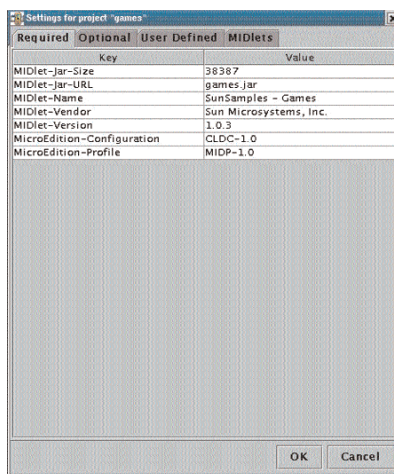 Settings for project "games"
Required Optional User Defined MIDlets
Key Value
MIDlet-Jar-Size 38387
MIDlet-Jar-URL games.jar
MIDlet-Name SunSamples - Games
MIDlet-Vendor Sun Microsystems, Inc.
MIDlet-Version 1.0.3
MicroEdition-Configuration CLDC-1.0
MicroEdition-Profile MIDP-1.0
OK Cancel